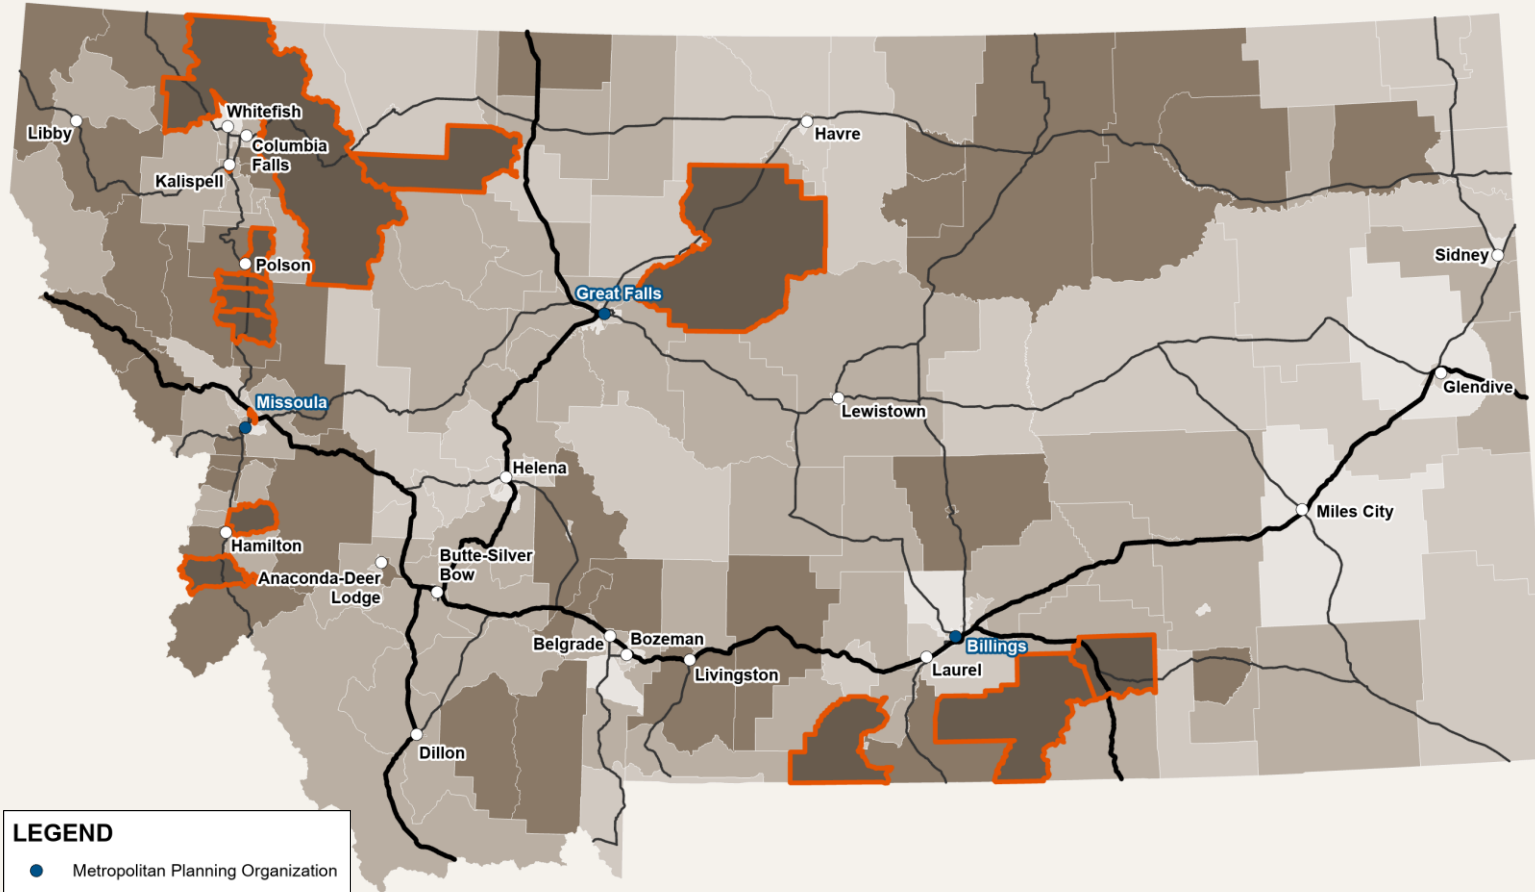 Whitefish
Libby
Columbia
Falls
Havre
Kalispell
Polson
Sidney
Great Falls
Glendive
Missoula
Lewistown
Helena
Miles City
Hamilton
Butte-Silver
Bow
Anaconda-Deer
Lodge
Belgrade
Bozeman
Billings
Livingston
Laurel
Dillon
LEGEND
Metropolitan Planning Organization